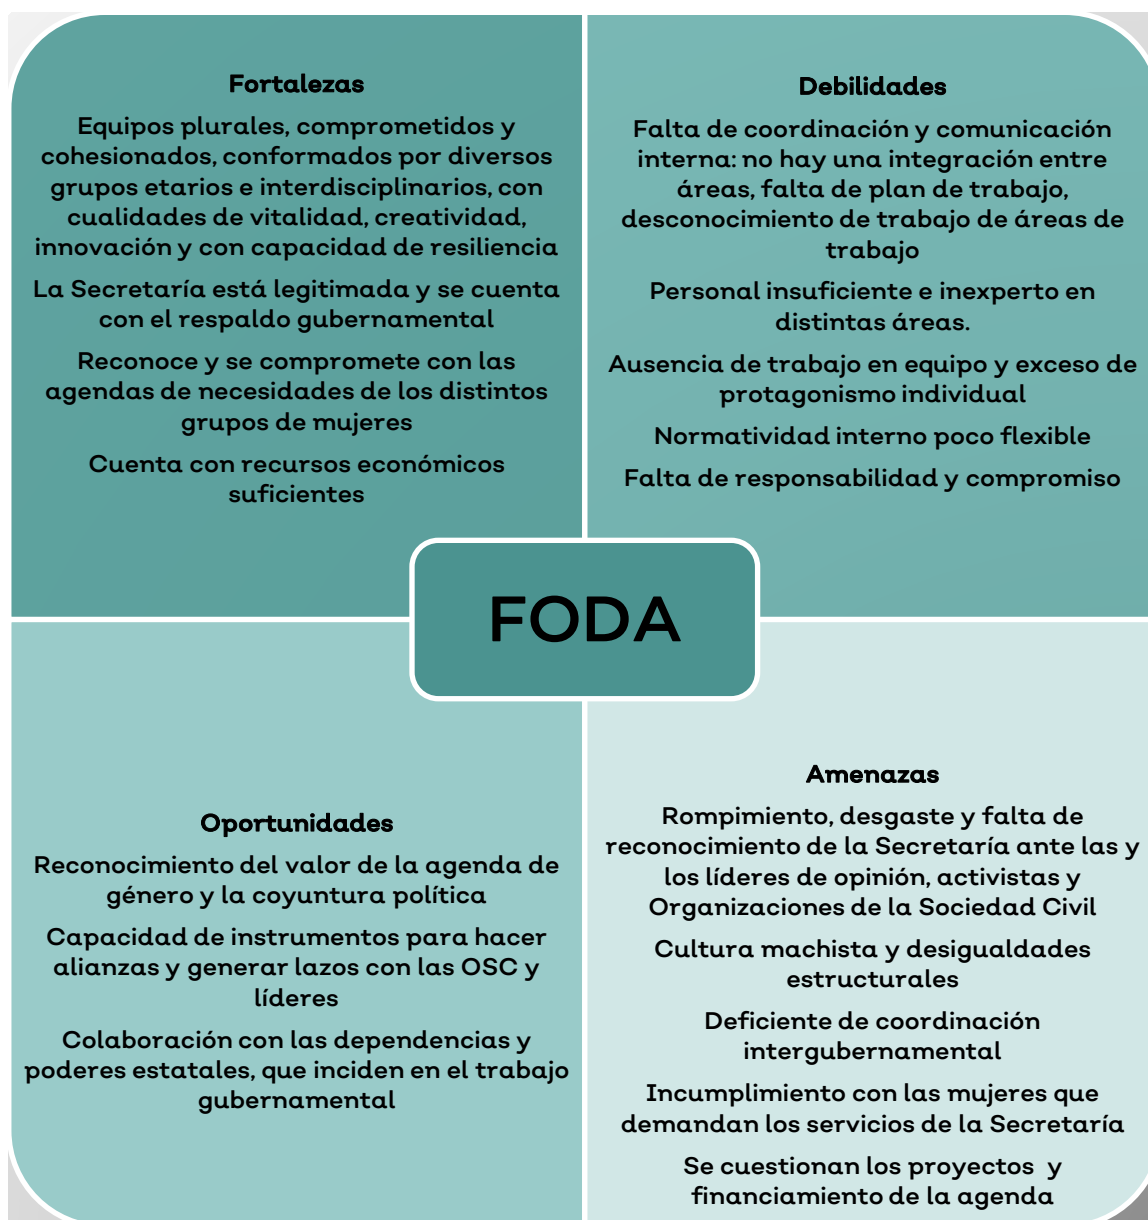 Fortalezas
Equipos plurales, comprometidos y
cohesionados, conformados por diversos
grupos etarios e interdisciplinarios, con
cualidades de vitalidad, creatividad,
innovación y con capacidad de resiliencia
La Secretaría está legitimada y se cuenta
con el respaldo gubernamental
Reconoce y se compromete con las
agendas de necesidades de los distintos
grupos de mujeres
Cuenta con recursos económicos
suficientes
Debilidades
Falta de coordinación y comunicación
interna: no hay una integración entre
áreas, falta de plan de trabajo,
desconocimiento de trabajo de áreas de
trabajo
Personal insuficiente e inexperto en
distintas áreas.
Ausencia de trabajo en equipo y exceso de
protagonismo individual
Normatividad interno poco flexible
Falta de responsabilidad y compromiso
FODA
Oportunidades
Reconocimiento del valor de la agenda de
género y la coyuntura política
Capacidad de instrumentos para hacer
alianzas y generar lazos con las OSC y
líderes
Colaboración con las dependencias y
poderes estatales, que inciden en el trabajo
gubernamental
Amenazas
Rompimiento, desgaste y falta de
reconocimiento de la Secretaría ante las y
los líderes de opinión, activistas y
Organizaciones de la Sociedad Civil
Cultura machista y desigualdades
estructurales
Deficiente de coordinación
intergubernamental
Incumplimiento con las mujeres que
demandan los servicios de la Secretaría
Se cuestionan los proyectos y
financiamiento de la agenda